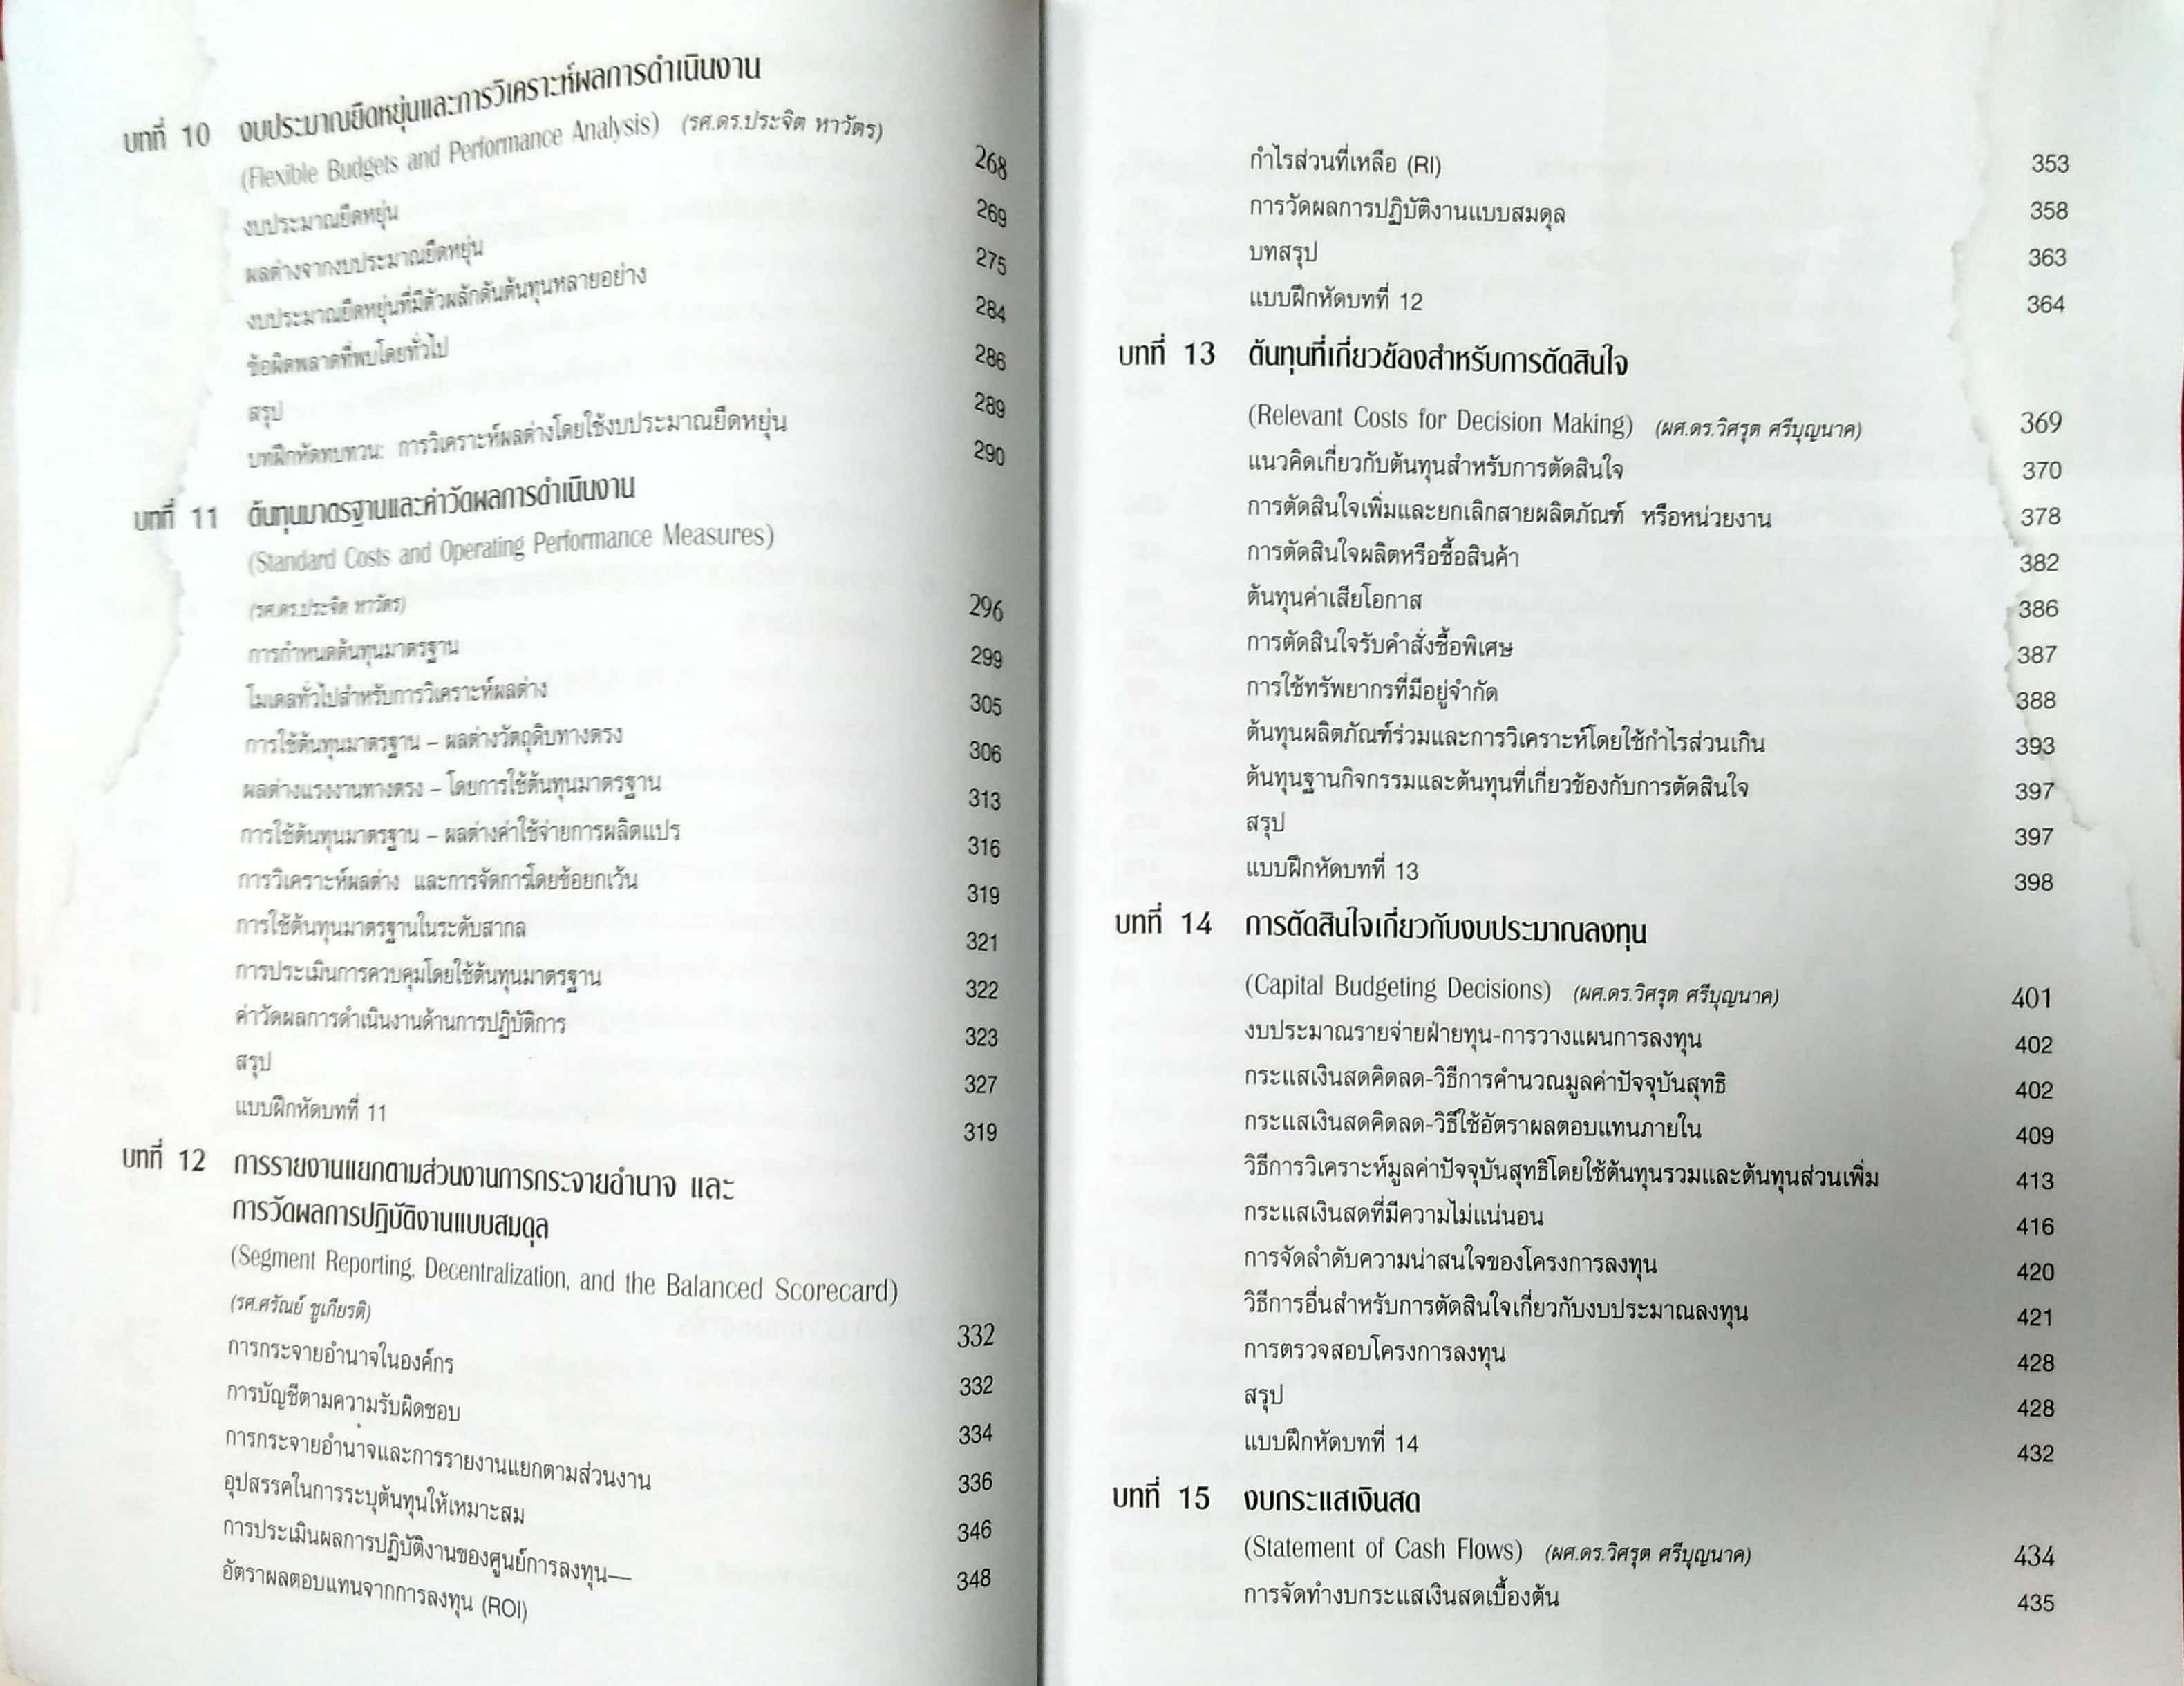 บทที่ 10 งบประมาณยืดหยุ่นและการวิเคราะห์ผลการดำเนินงาน
(Flexible Budgets and Performance Analysis) (รศ.ดร.ประจิต หาวัตร) 268
งบประมาณยืดหยุ่น 269
ผลต่างจากงบประมาณยืดหยุ่น 275
งบประมาณยืดหยุ่นที่มีตัวผลักดันต้นทุนหลายอย่าง 284
ข้อผิดพลาดที่พบโดยทั่วไป 286
สรุป 289
บทฝึกหัดทบทวน: การวิเคราะห์ผลต่างโดยใช้งบประมาณยืดหยุ่น 290
บทที่ 11 ต้นทุนมาตรฐานและค่าวัดผลการดำเนินงาน
(Standard Costs and Operating Performance Measures)
(รศ.ดร.ประจิต หาวัตร) 296
การกำหนดต้นทุนมาตรฐาน 299
โมเดลทั่วไปสำหรับการวิเคราะห์ผลต่าง 305
การใช้ต้นทุนมาตรฐาน – ผลต่างวัตถุดิบทางตรง 306
ผลต่างแรงงานทางตรง – โดยการใช้ต้นทุนมาตรฐาน 313
การใช้ต้นทุนมาตรฐาน – ผลต่างค่าใช้จ่ายการผลิตแปร 316
การวิเคราะห์ผลต่าง และการจัดการโดยข้อยกเว้น 319
การใช้ต้นทุนมาตรฐานในระดับสากล 321
การประเมินการควบคุมโดยใช้ต้นทุนมาตรฐาน 322
ค่าวัดผลการดำเนินงานด้านการปฏิบัติการ 323
สรุป 327
แบบฝึกหัดบทที่ 11 319
บทที่ 12 การรายงานแยกตามส่วนงานการกระจายอำนาจ และ
การวัดผลการปฏิบัติงานแบบสมดุล
(Segment Reporting, Decentralization, and the Balanced Scorecard)
(รศ.ศรัณย์ ชูเกียรติ) 332
การกระจายอำนาจในองค์กร 332
การบัญชีตามความรับผิดชอบ 334
การกระจายอำนาจและการรายงานแยกตามส่วนงาน 336
อุปสรรคในการระบุต้นทุนให้เหมาะสม 346
การประเมินผลการปฏิบัติงานของศูนย์การลงทุน—
อัตราผลตอบแทนจากการลงทุน (ROI) 348
กำไรส่วนที่เหลือ (RI) 353
การวัดผลการปฏิบัติงานแบบสมดุล 358
บทสรุป 363
แบบฝึกหัดบทที่ 12 364
บทที่ 13 ต้นทุนที่เกี่ยวข้องสำหรับการตัดสินใจ
(Relevant Costs for Decision Making) (ผศ.ดร.วิศรุต ศรีบุญนาค) 369
แนวคิดเกี่ยวกับต้นทุนสำหรับการตัดสินใจ 370
การตัดสินใจเพิ่มและยกเลิกสายผลิตภัณฑ์ หรือหน่วยงาน 378
การตัดสินใจผลิตหรือซื้อสินค้า 382
ต้นทุนค่าเสียโอกาส 386
การตัดสินใจรับคำสั่งซื้อพิเศษ 387
การใช้ทรัพยากรที่มีอยู่จำกัด 388
ต้นทุนผลิตภัณฑ์ร่วมและการวิเคราะห์โดยใช้กำไรส่วนเกิน 393
ต้นทุนฐานกิจกรรมและต้นทุนที่เกี่ยวข้องกับการตัดสินใจ 397
สรุป 397
แบบฝึกหัดบทที่ 13 398
บทที่ 14 การตัดสินใจเกี่ยวกับงบประมาณลงทุน
(Capital Budgeting Decisions) (ผศ.ดร.วิศรุต ศรีบุญนาค) 401
งบประมาณรายจ่ายฝ่ายทุน-การวางแผนการลงทุน 402
กระแสเงินสดคิดลด-วิธีการคำนวณมูลค่าปัจจุบันสุทธิ 402
กระแสเงินสดคิดลด-วิธีใช้อัตราผลตอบแทนภายใน 409
วิธีการวิเคราะห์มูลค่าปัจจุบันสุทธิโดยใช้ต้นทุนรวมและต้นทุนส่วนเพิ่ม 413
กระแสเงินสดที่มีความไม่แน่นอน 416
การจัดลำดับความน่าสนใจของโครงการลงทุน 420
วิธีการอื่นสำหรับการตัดสินใจเกี่ยวกับงบประมาณลงทุน 421
การตรวจสอบโครงการลงทุน 428
สรุป 428
แบบฝึกหัดบทที่ 14 432
บทที่ 15 งบกระแสเงินสด
(Statement of Cash Flows) (ผศ.ดร.วิศรุต ศรีบุญนาค) 434
การจัดทำงบกระแสเงินสดเบื้องต้น 435